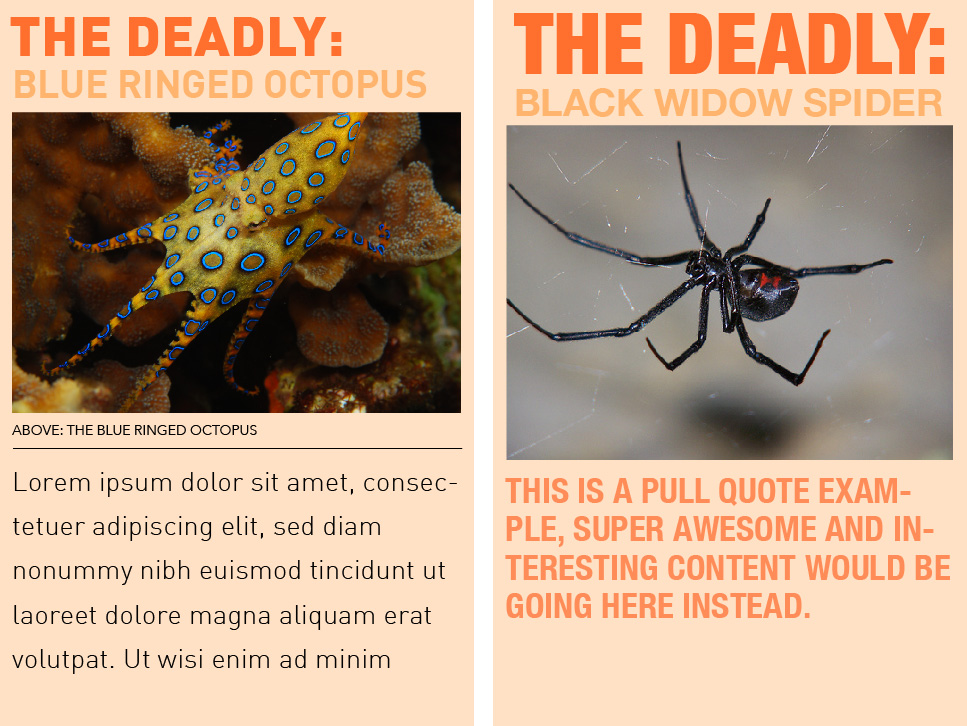 THE DEADLY:
BLUE RINGED OCTOPUS
ABOVE: THE BLUE RINGED OCTOPUS
Lorem ipsum dolor sit amet, consec-
tetuer adipiscing elit, sed diam
nonummy nibh euismod tincidunt ut
laoreet dolore magna aliquam erat
volutpat. Ut wisi enim ad minim
THE DEADLY:
BLACK WIDOW SPIDER
THIS IS A PULL QUOTE EXAM-
PLE, SUPER AWESOME AND IN-
TERESTING CONTENT WOULD BE
GOING HERE INSTEAD.